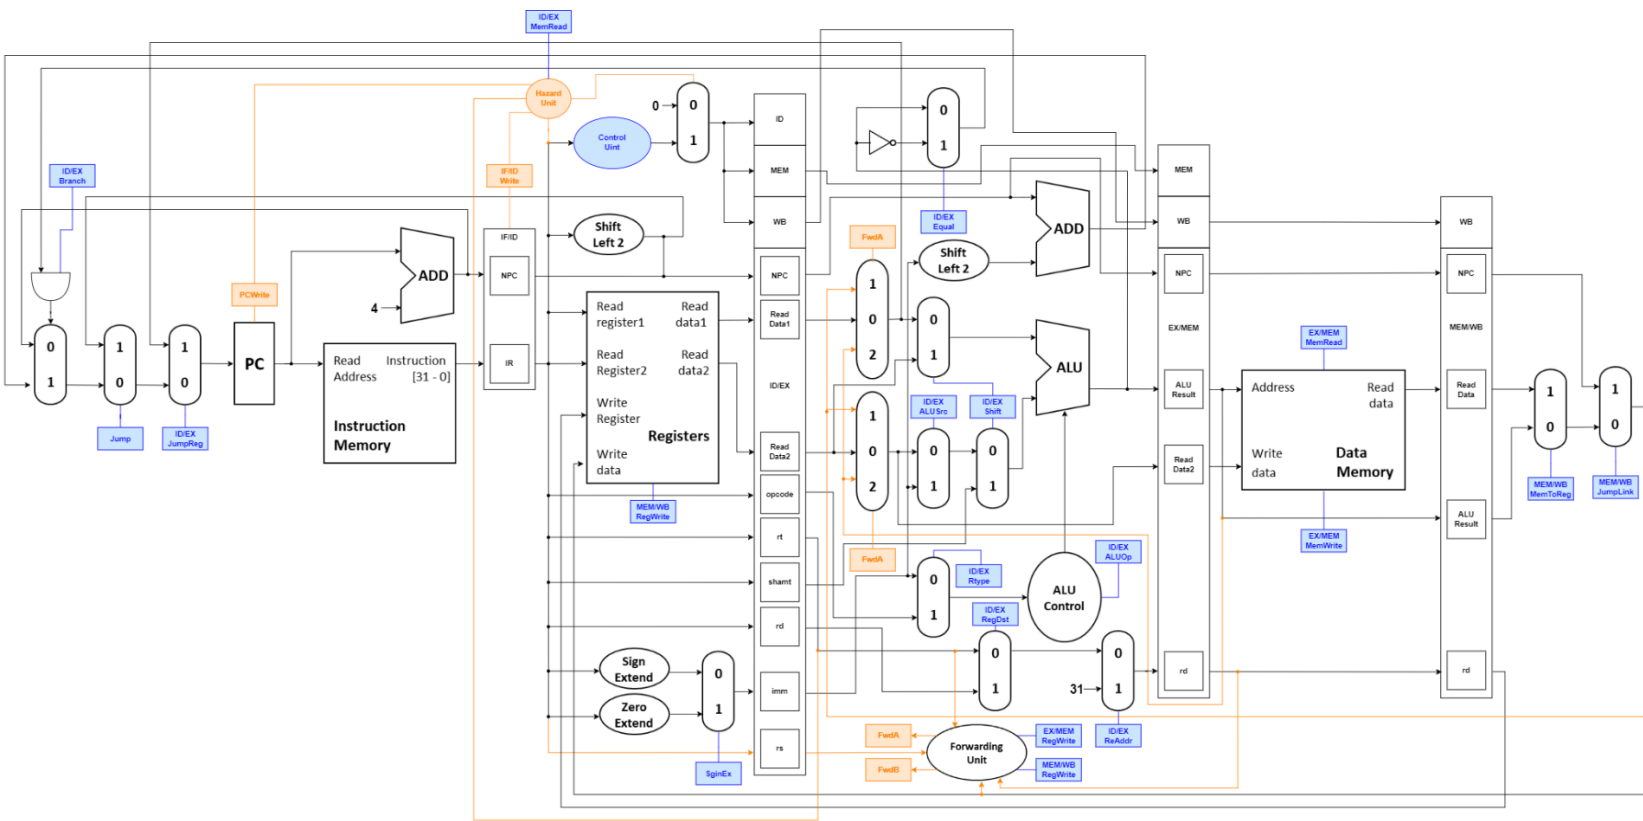 ID/EX
MemRead
Hazard
Unit
0
0
1
Control
Uint
ID
MEM
WB
0
1
ID/EX
Equal
MEM
WB
WB
ID/EX
Branch
IF/ID
Write
Shift
Left 2
FwdA
Shift
Left 2
ADD
IF/ID
NPC
NPC
NPC
NPC
PCWrite
ADD
4
0
1
1
0
1
0
PC
Jump
ID/EX
JumpReg
Read
Address
Instruction
[31 - 0]
Instruction
Memory
IR
Read
register1
Read
data1
Read
Register2
Read
data2
Write
Register
Registers
Write
data
MEM/WB
RegWrite
Read
Data1
ID/EX
Read
Data2
opcode
rt
shamt
rd
imm
rs
1
0
2
0
1
ALU
1
0
2
ID/EX
ALUSrc
ID/EX
Shift
0
1
0
1
FwdA
EX/MEM
ALU
Result
Read
Data2
rd
EX/MEM
MemRead
Address
Read
data
Write
data
Data
Memory
EX/MEM
MemWrite
MEM/WB
Read
Data
ALU
Result
rd
1
0
1
0
MEM/WB
MemToReg
MEM/WB
JumpLink
0
1
ID/EX
Rtype
ALU
Control
ID/EX
ALUOp
ID/EX
RegDst
0
1
0
31
1
ID/EX
ReAddr
Sign
Extend
Zero
Extend
0
1
SginEx
FwdA
FwdB
Forwarding
Unit
EX/MEM
RegWrite
MEM/WB
RegWrite